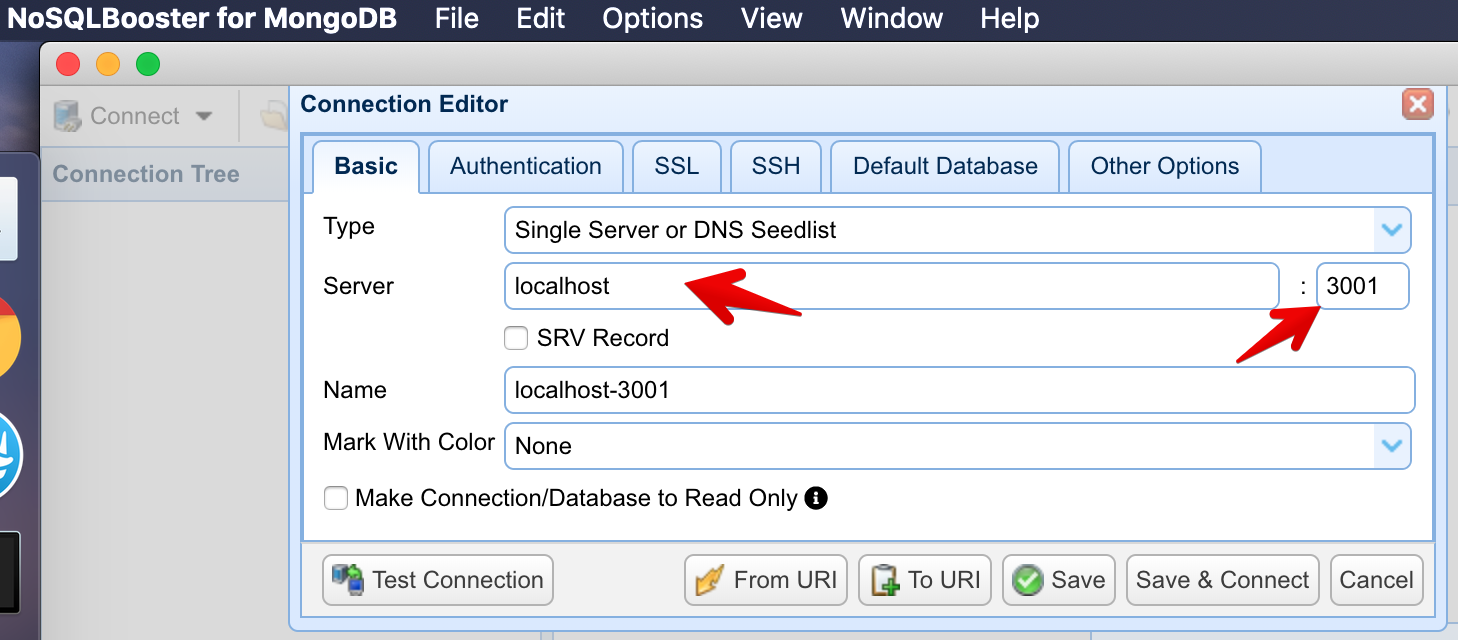 NoSQLBooster for MongoDB File Edit Options View Window Help
Connect
Connection Tree
Connection Editor
Basic Authentication SSL SSH Default Database Other Options
Type Single Server or DNS Seedlist
Server localhost : 3001
SRV Record
Name localhost-3001
Mark With Color None
Make Connection/Database to Read Only
Test Connection From URI To URI Save Save & Connect Cancel